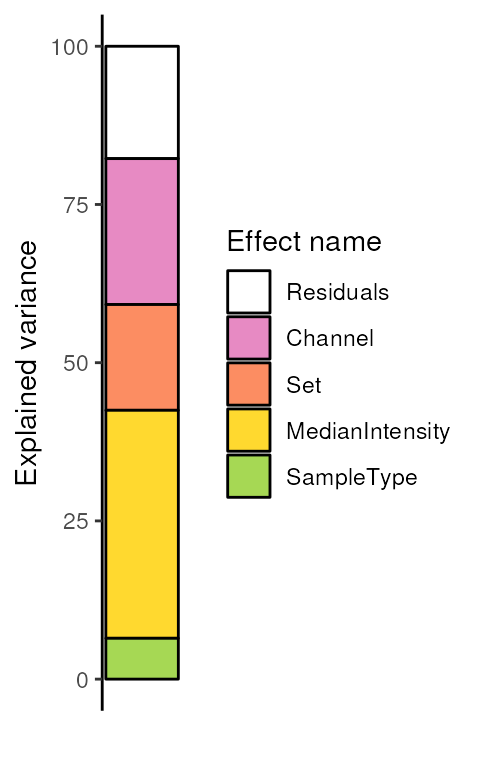 100
75
50
25
0
Explained variance
Effect name
Residuals
Channel
Set
MedianIntensity
SampleType